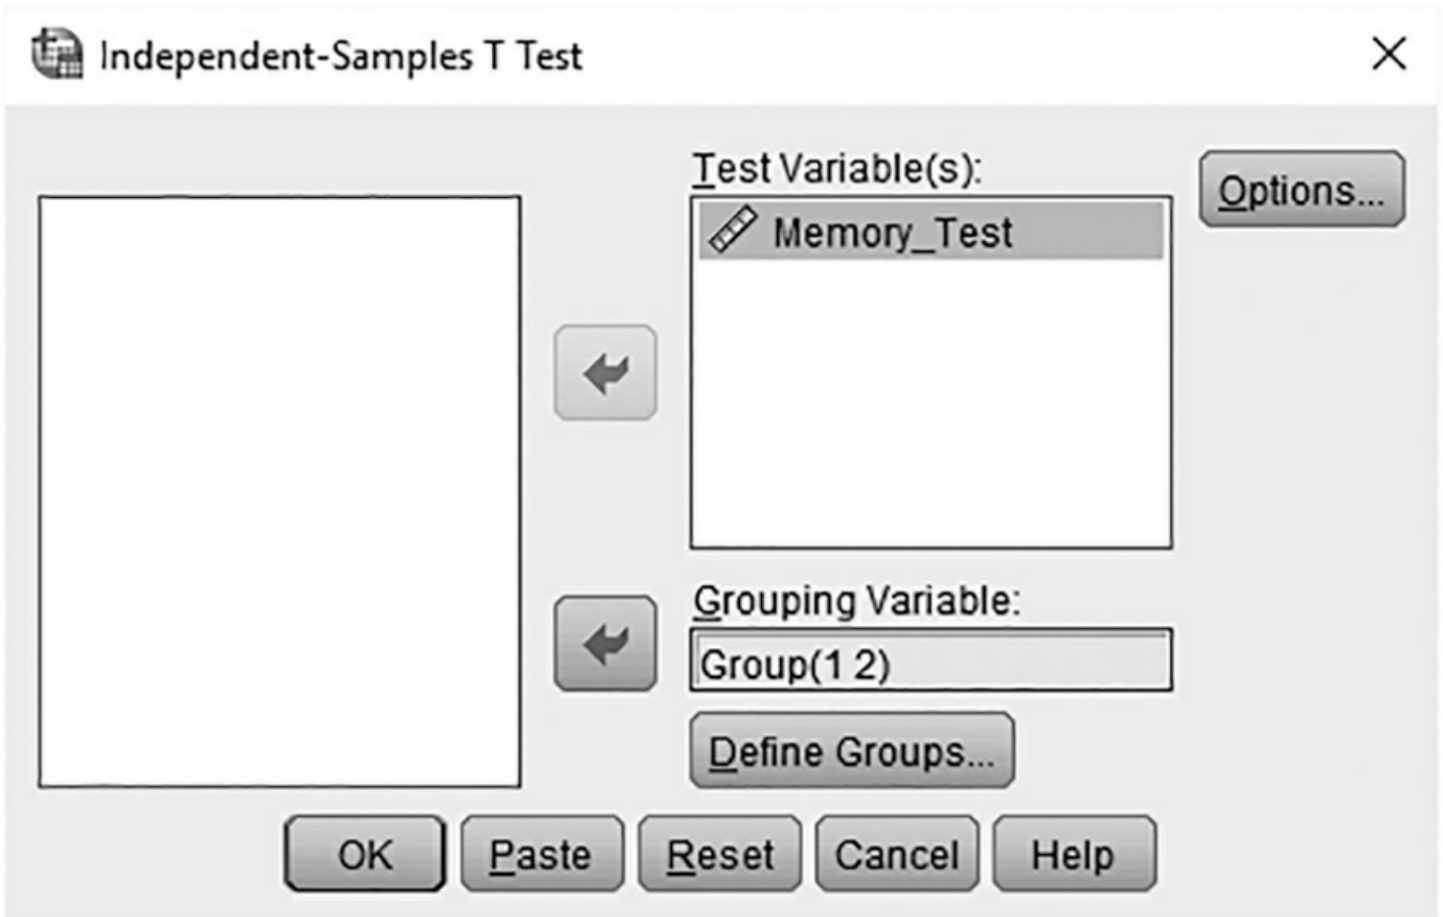 Independent-Samples T Test
Test Variable(s):
Options...
Memory_Test
Grouping Variable:
Group(1 2)
Define Groups...
OK Paste Reset Cancel Help